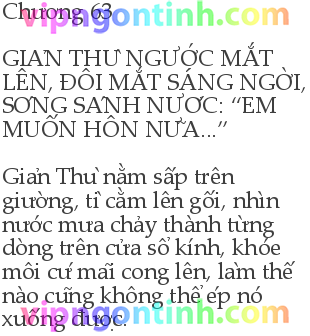 Chương 63
vipngontinh.com
GIẢN THƯ NGƯỚC MẮT
LÊN, ĐÔI MẮT SÁNG NGỜI,
SÓNG SÁNH NƯỚC: “EM
MUỐN HÔN NỮA...”
Giản Thư nằm sấp trên
giường, tì cằm lên gối, nhìn
nước mưa chảy thành từng
dòng trên cửa sổ kính, khóe
môi cứ mãi cong lên, làm thế
nào cũng không thể ép nó
xuống được.
vipngontinh.com